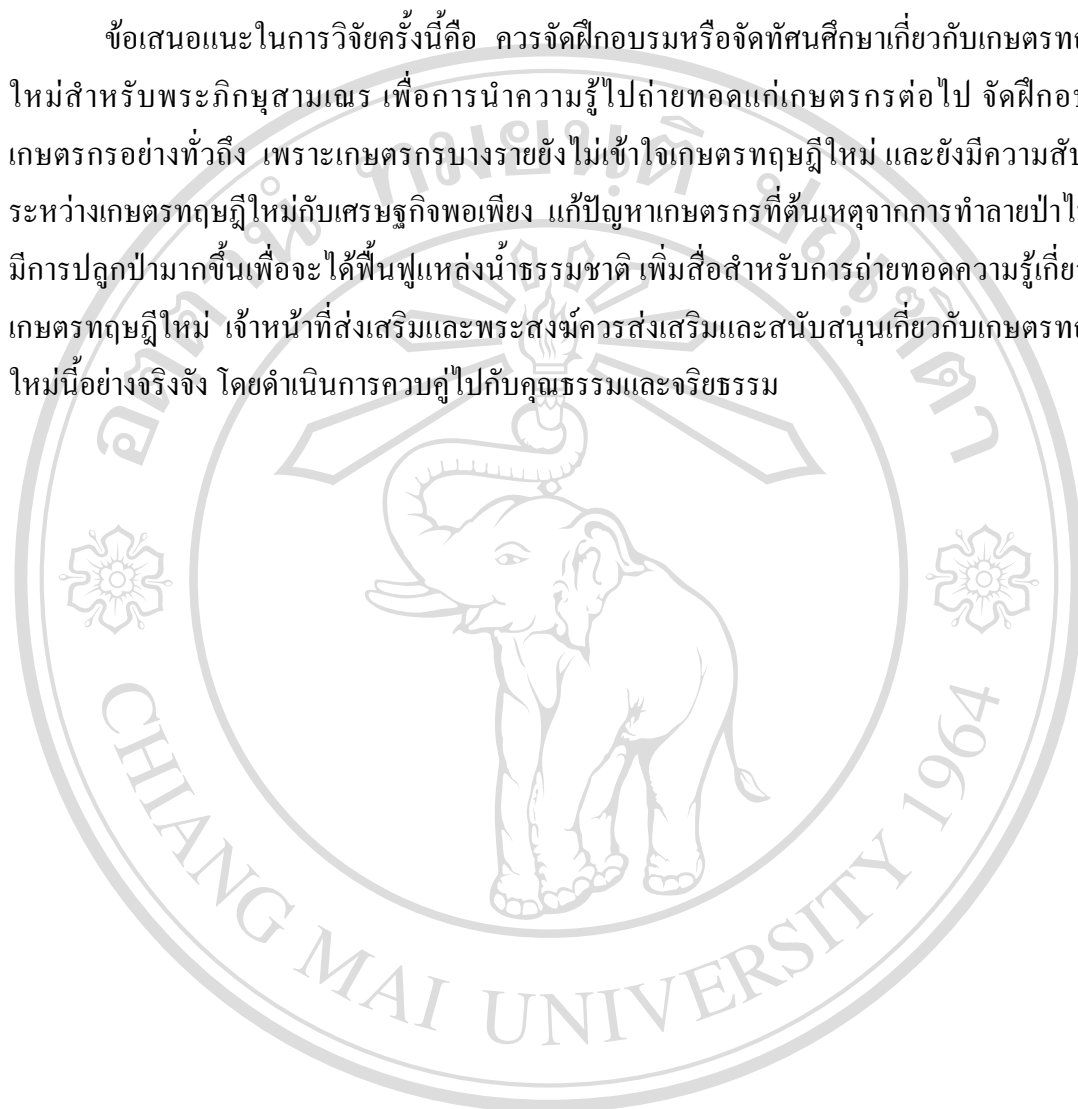 ข้อเสนอแนะในการวิจัยครั้งนี้คือ ควรจัดฝึกอบรมหรือจัดทัศนศึกษาเกี่ยวกับเกษตร
ใหม่สำหรับพระภิกษุสามเณร เพื่อการนำความรู้ไปถ่ายทอดแก่เกษตรกรต่อไป
เกษตรกรอย่างทั่วถึง เพราะเกษตรกรบางรายยังไม่เข้าใจเกษตรทฤษฎีใหม่ และยังมีความ
ระหว่างเกษตรทฤษฎีใหม่กับเศรษฐกิจพอเพียง แก้ปัญหาเกษตรกรที่ต้นเหตุจากการทำลาย
มีการปลูกป่ามากขึ้นเพื่อจะได้ฟื้นฟูแหล่งน้ำธรรมชาติ เพิ่มสื่อสำหรับการถ่ายทอดความรู้
เกษตรทฤษฎีใหม่ เจ้าหน้าที่ส่งเสริมและพระสงฆ์ควรส่งเสริมและสนับสนุนเกี่ยวกับเกษตร
ใหม่นี้อย่างจริงจัง โดยดำเนินการควบคู่ไปกับคุณธรรมและจริยธรรม
อตฺตานํ ทมยนฺติ ปณฺฑิตา
CHIANG MAI UNIVERSITY 1964